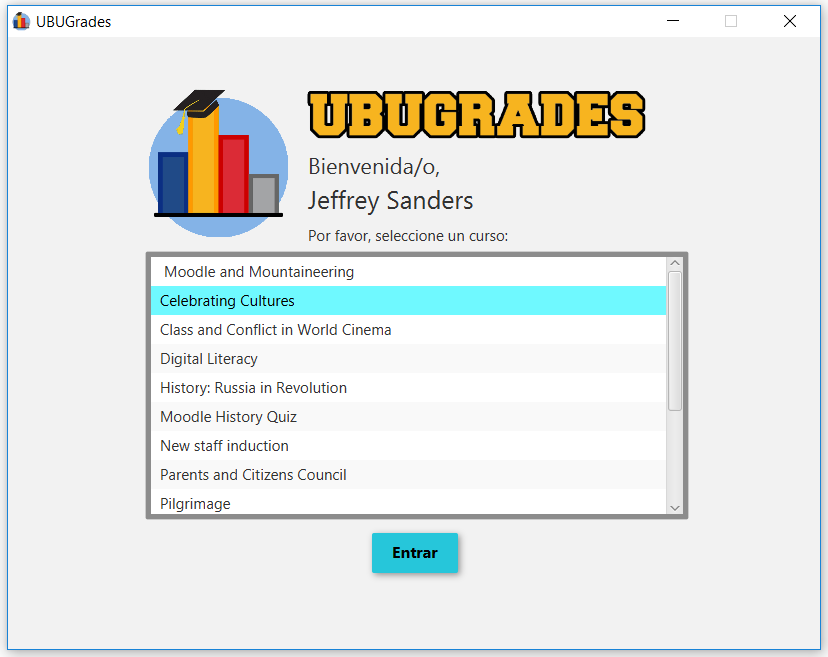 UBUGrades
UBUGRADES
Bienvenida/o,
Jeffrey Sanders
Por favor, seleccione un curso:
Moodle and Mountaineering
Celebrating Cultures
Class and Conflict in World Cinema
Digital Literacy
History: Russia in Revolution
Moodle History Quiz
New staff induction
Parents and Citizens Council
Pilgrimage
Entrar